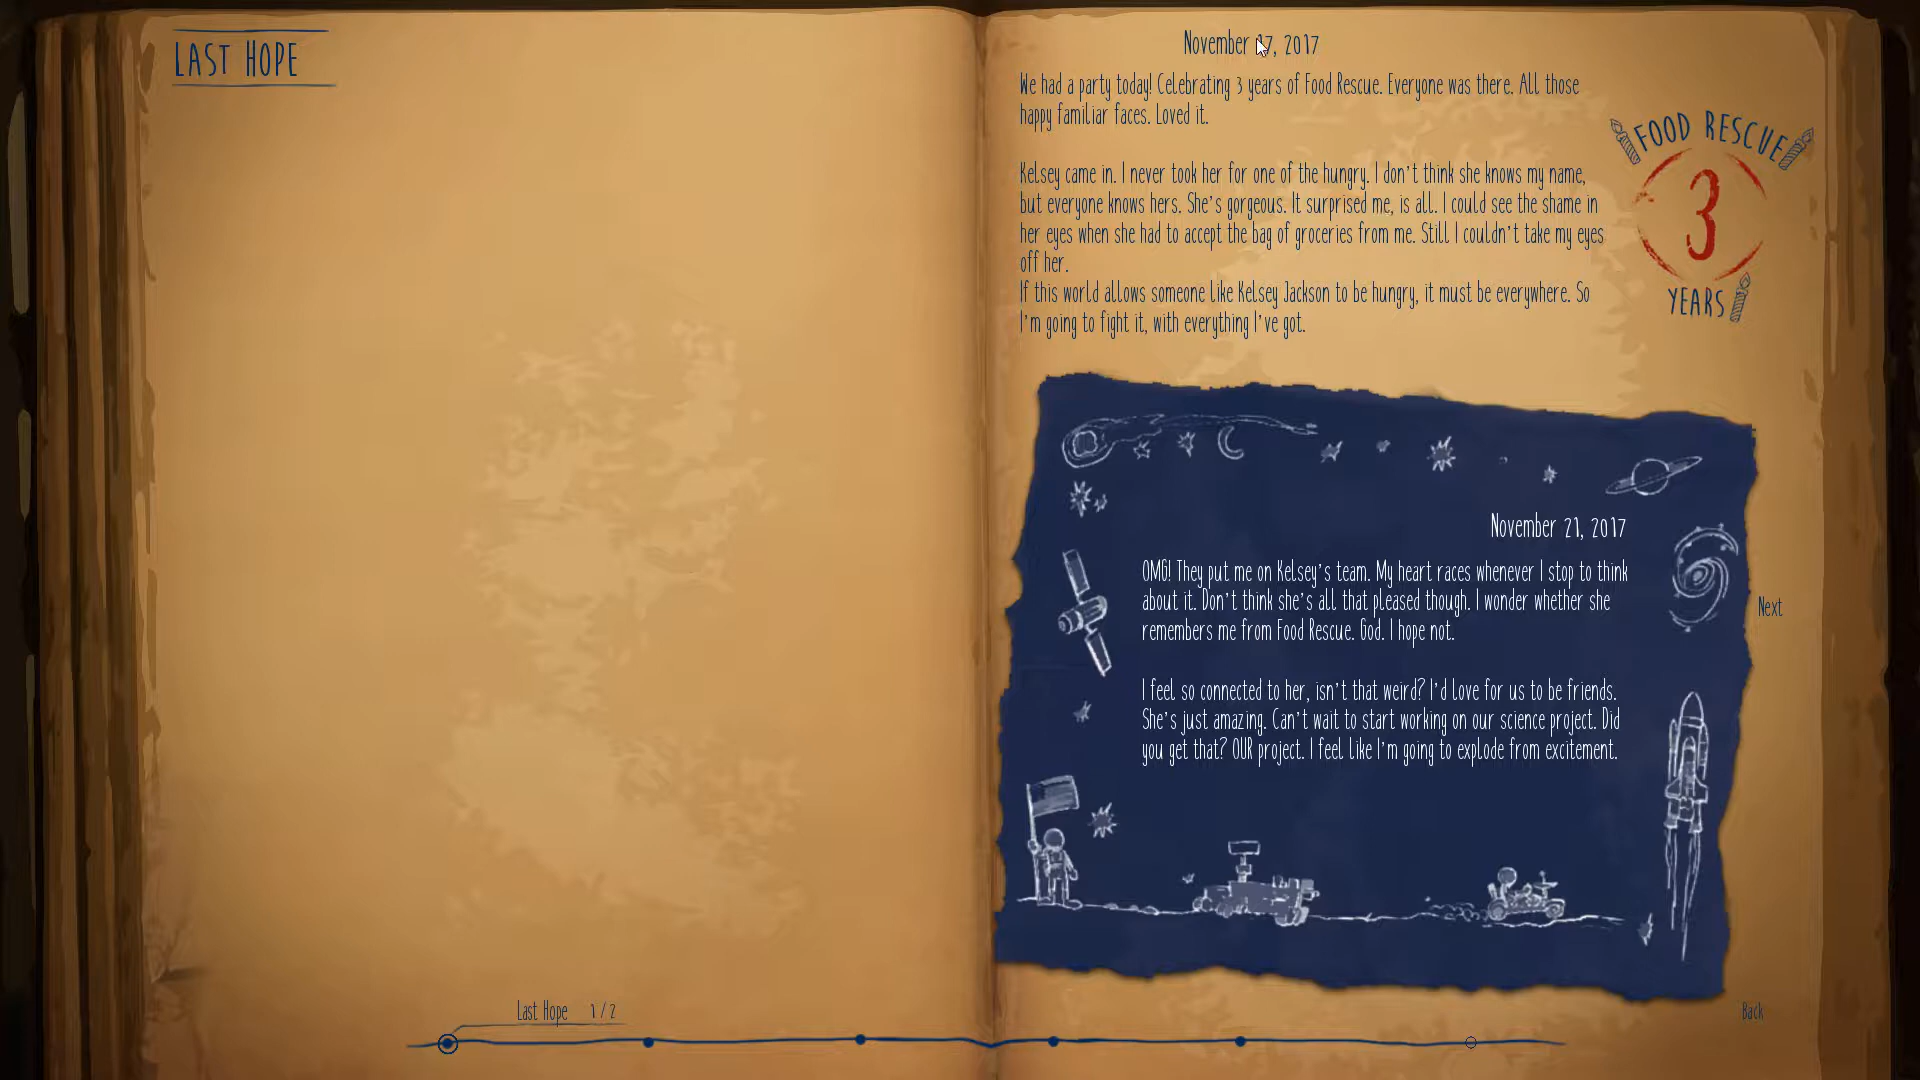 LAST HOPE
November 17, 2017
We had a party today! Celebrating 3 years of Food Rescue. Everyone was there. All those
happy familiar faces. Loved it.
Kelsey came in. I never took her for one of the hungry. I don't think she knows my name,
but everyone knows hers. She's gorgeous. It surprised me, is all. I could see the shame in
her eyes when she had to accept the bag of groceries from me. Still I couldn't take my eyes
off her.
If this world allows someone like Kelsey Jackson to be hungry, it must be everywhere. So
I'm going to fight it, with everything I've got.
FOOD RESCUE
3
YEARS
November 21, 2017
OMG! They put me on Kelsey's team. My heart races whenever I stop to think
about it. Don't think she's all that pleased though. I wonder whether she
remembers me from Food Rescue. God. I hope not.
I feel so connected to her, isn't that weird? I'd love for us to be friends.
She's just amazing. Can't wait to start working on our science project. Did
you get that? OUR project. I feel like I'm going to explode from excitement.
Next
Last Hope 1 / 2
Back